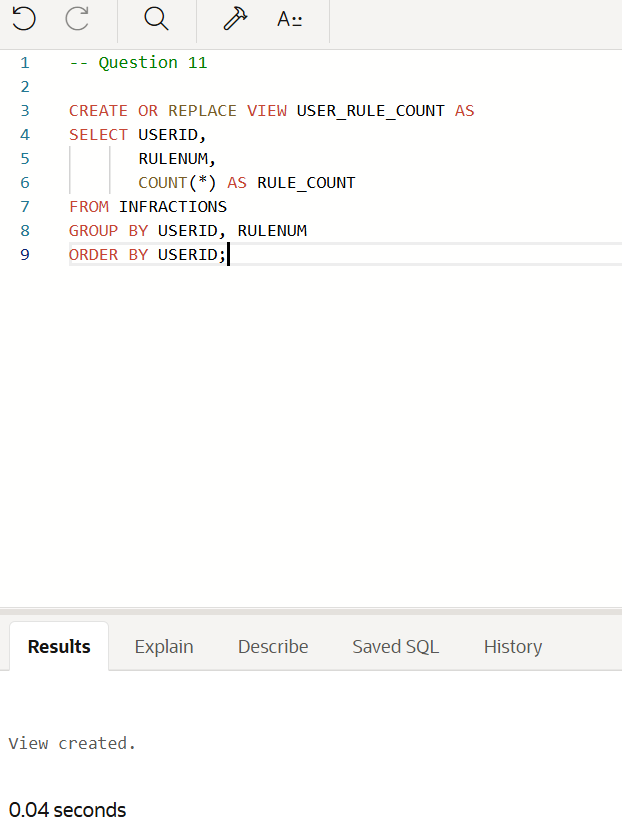 A::
1 -- Question 11
2
3 CREATE OR REPLACE VIEW USER_RULE_COUNT AS
4 SELECT USERID,
5 RULENUM,
6 COUNT(*) AS RULE_COUNT
7 FROM INFRACTIONS
8 GROUP BY USERID, RULENUM
9 ORDER BY USERID;
Results Explain Describe Saved SQL History
View created.
0.04 seconds